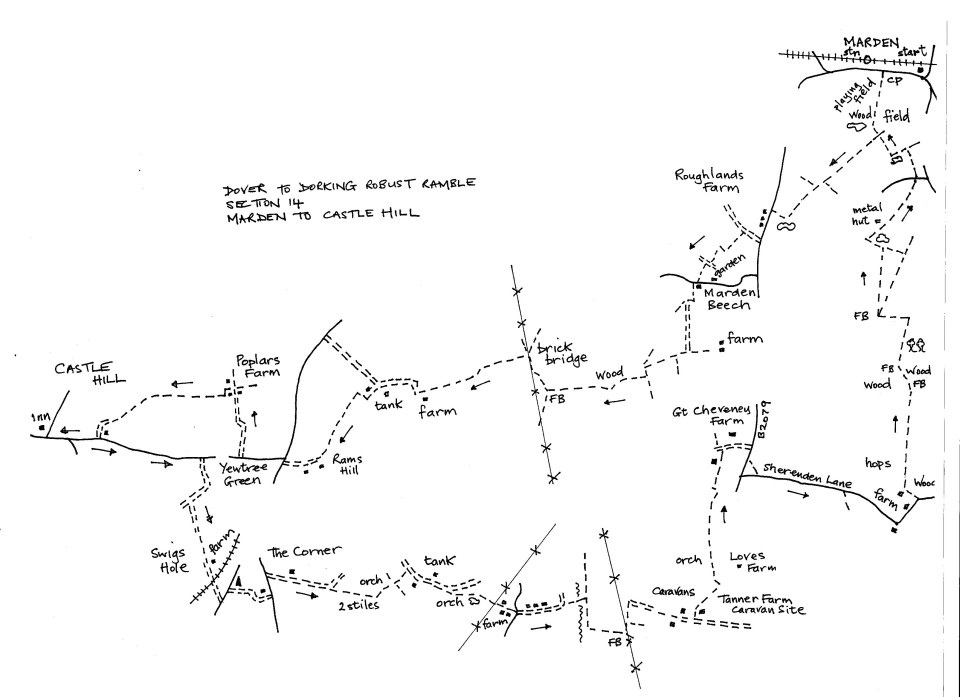 MARDEN
stn
start
CP
playing
field
wood
field
FB
DOVER TO DORKING ROBUST RAMBLE
SECTION 14
MARDEN TO CASTLE HILL
Roughlands
Farm
metal
hut =
garden
Marden
Beech
FB
farm
brick
bridge
wood
FB
FB
wood
wood
FB
CASTLE
HILL
Poplars
Farm
tank
farm
Inn
Gt Cheveney
Farm
B2079
Yewtree
Green
Rams
Hill
Sherenden Lane
hops
Wood
farm
Swigs
Hole
farm
The Corner
orch
2 stiles
tank
orch
farm
FB
caravans
orch
Loves
Farm
Tanner Farm
caravan Site